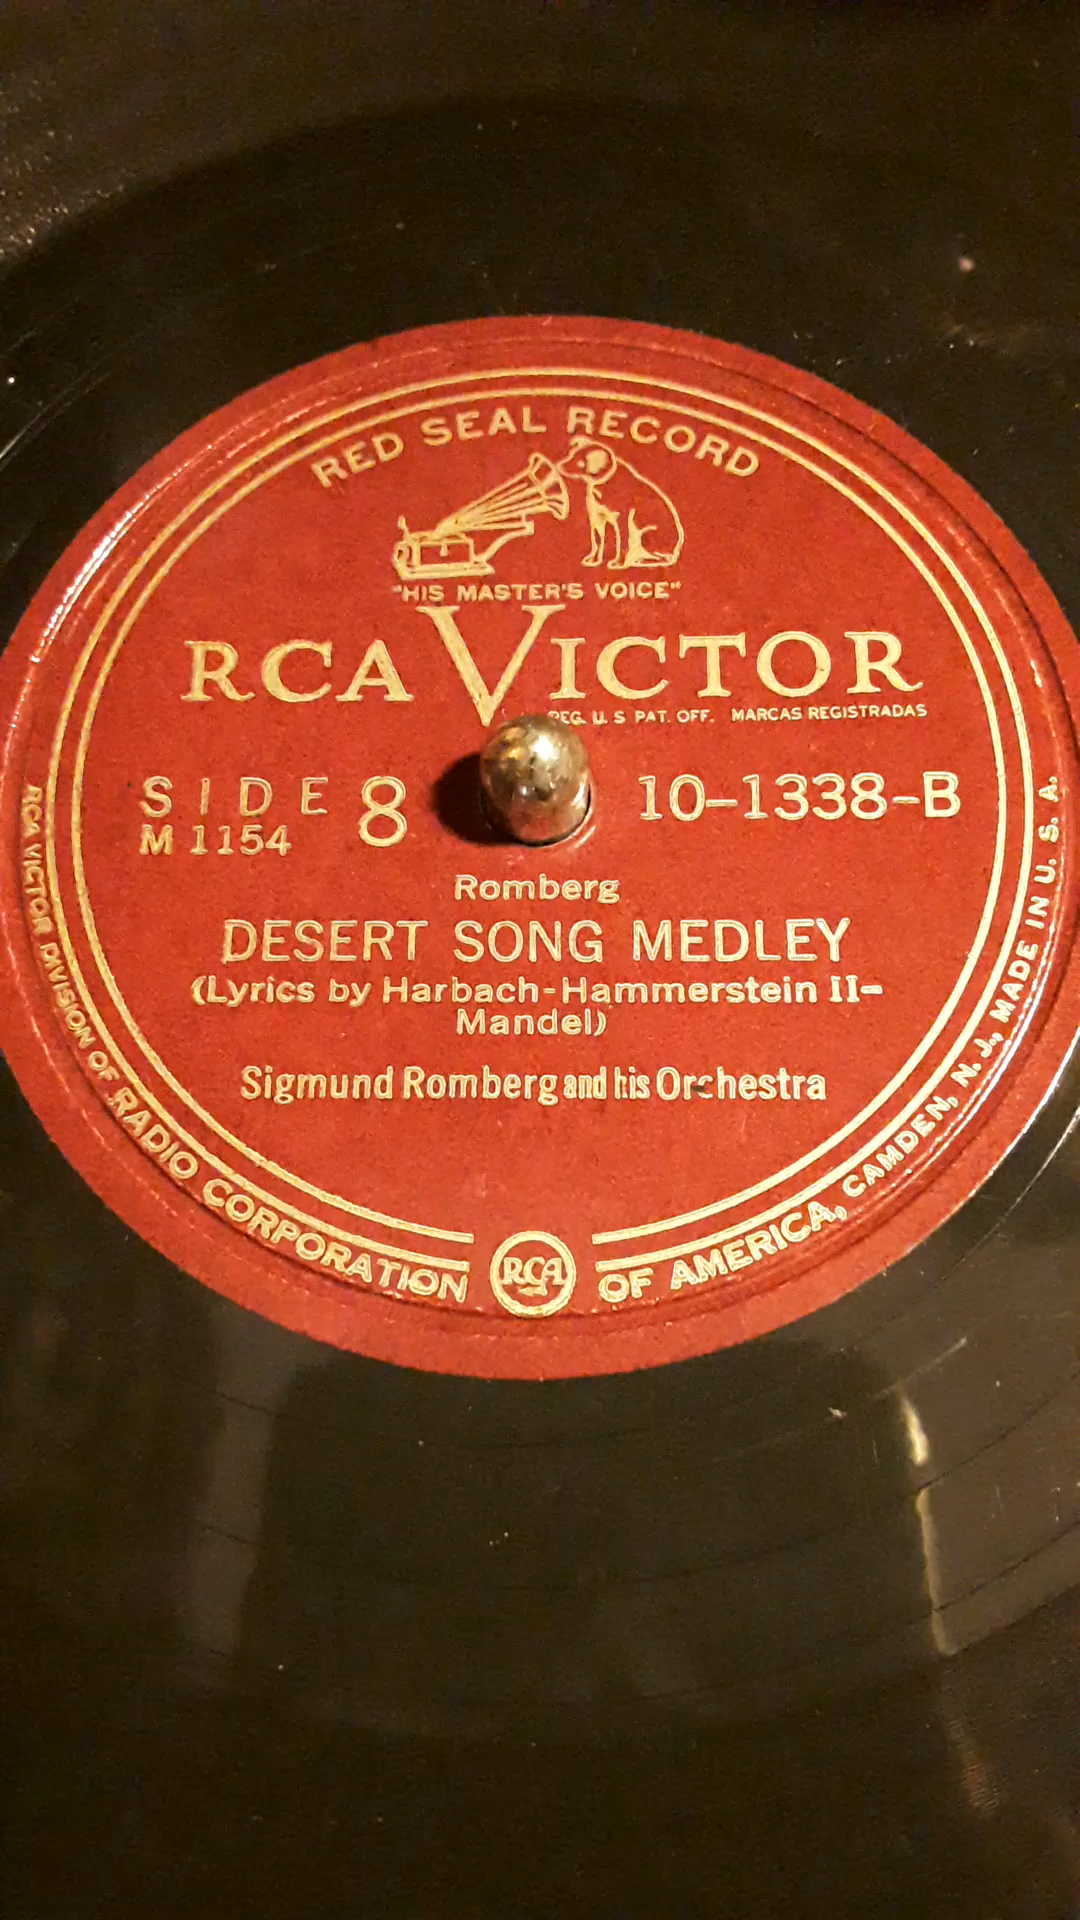 RED SEAL RECORD
"HIS MASTER'S VOICE"
RCA VICTOR
REG. U. S PAT. OFF. MARCAS REGISTRADAS
SIDE 8
M 1154
10-1338-B
Romberg
DESERT SONG MEDLEY
(Lyrics by Harbach-Hammerstein II-
Mandel)
Sigmund Romberg and his Orchestra
RCA VICTOR DIVISION OF RADIO CORPORATION OF AMERICA, CAMDEN, N. J., MADE IN U. S. A.
RCA